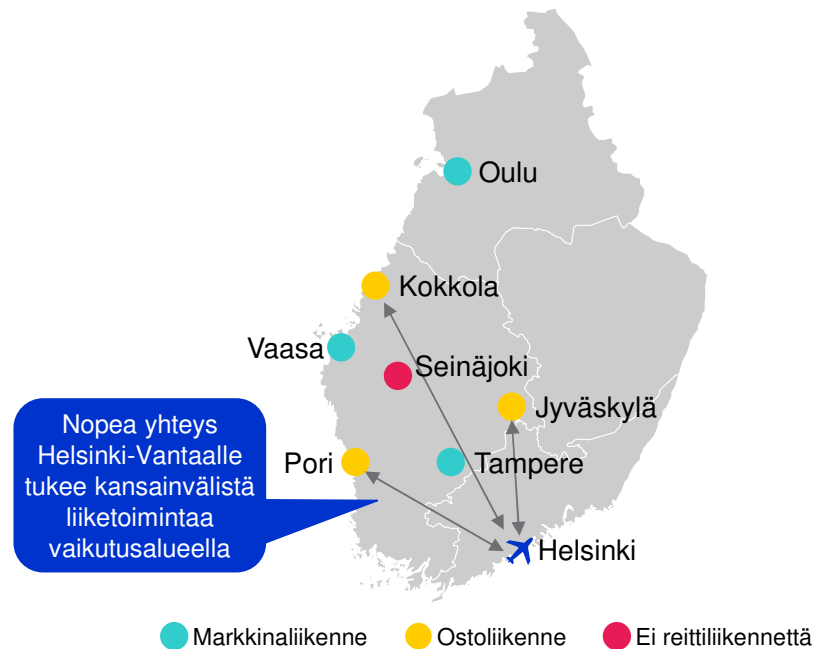 Oulu
Kokkola
Vaasa
Seinäjoki
Jyväskylä
Nopea yhteys
Helsinki-Vantaalle
tukee kansainvälistä
liiketoimintaa
vaikutusalueella
Pori
Tampere
Helsinki
Markkinaliikenne
Ostoliikenne
Ei reittiliikennettä